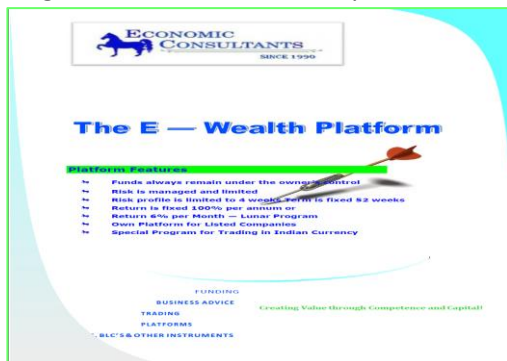 ECONOMIC
CONSULTANTS
SINCE 1990
The E — Wealth Platform
Platform Features
Funds always remain under the owner's control
Risk is managed and limited
Risk profile is limited to 4 weeks Term is fixed 52 weeks
Return is fixed 100% per annum or
Return 6% per Month — Lunar Program
Own Platform for Listed Companies
Special Program for Trading in Indian Currency
FUNDING
BUSINESS ADVICE
Creating Value through Competence and Capital!
TRADING
PLATFORMS
BLC'S & OTHER INSTRUMENTS